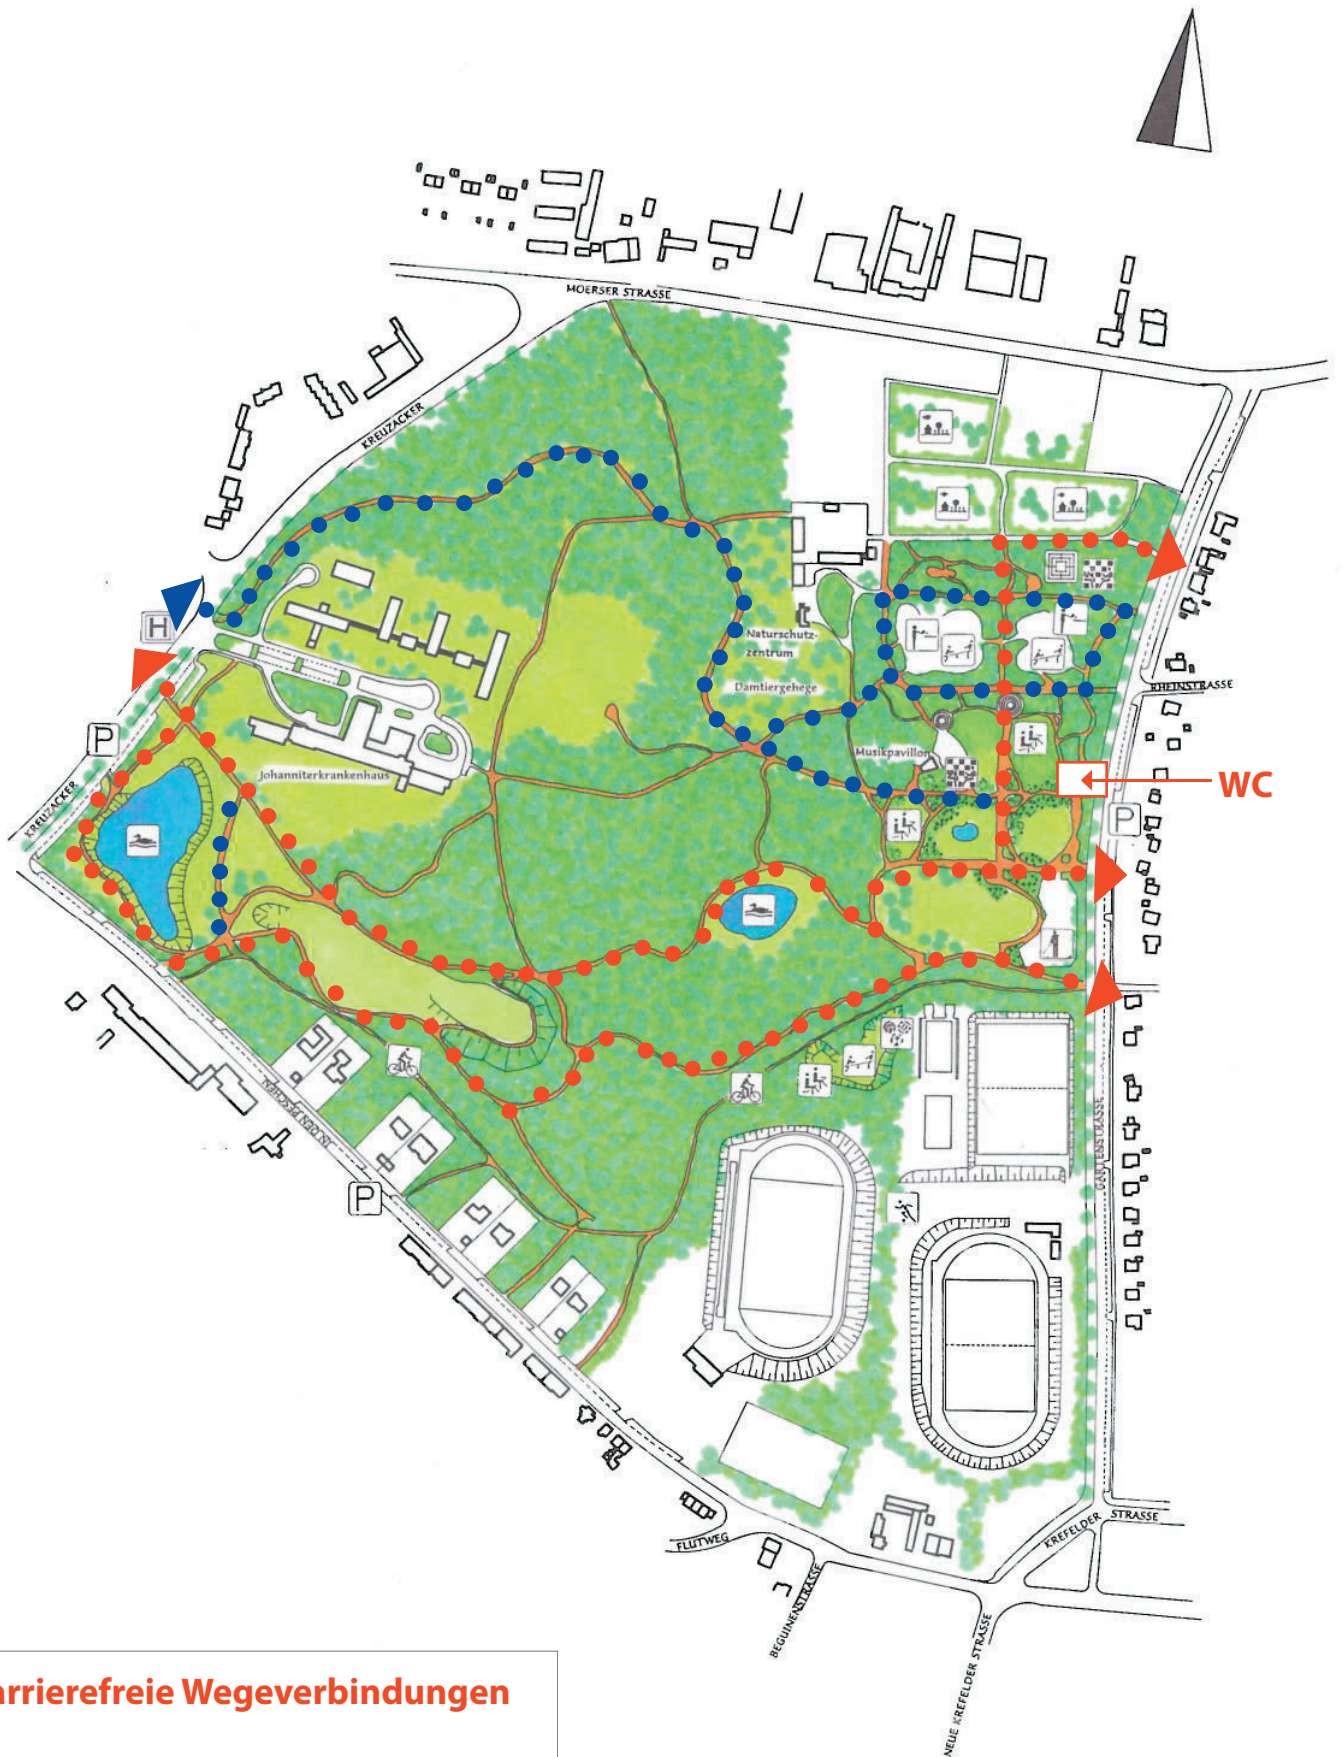 MOERSER STRASSE
KREUZACKER
H
Naturschutz-
zentrum
RHEINSTRASSE
Damtiergehege
P
Musikpavillon
Johanniterkrankenhaus
WC
KREUZACKER
P
IN DEN PESCHEN
GARTENSTRASSE
P
KREFELDER STRASSE
FLUTWEG
BEGUINENSTRASSE
NEUE KREFELDER STRASSE
arrierefreie Wegeverbindungen